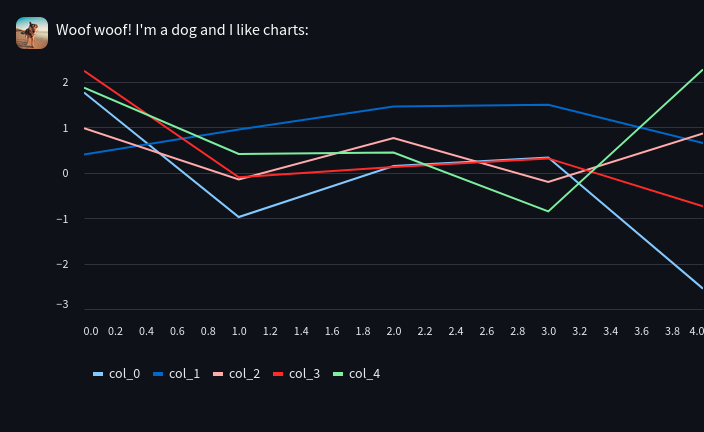 Woof woof! I'm a dog and I like charts:
2
1
0
−1
−2
−3
0.0 0.2 0.4 0.6 0.8 1.0 1.2 1.4 1.6 1.8 2.0 2.2 2.4 2.6 2.8 3.0 3.2 3.4 3.6 3.8 4.0
col_0 col_1 col_2 col_3 col_4